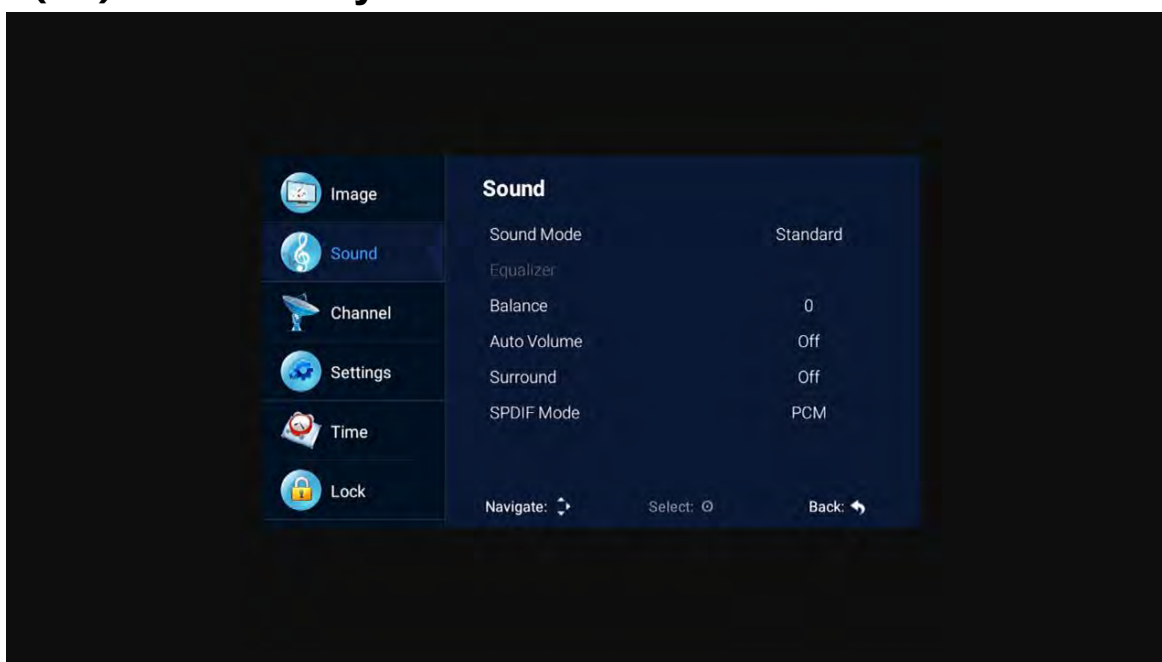 Image
Sound
Channel
Settings
Time
Lock
Sound
Sound Mode Standard
Equalizer
Balance 0
Auto Volume Off
Surround Off
SPDIF Mode PCM
Navigate: Select: Back: